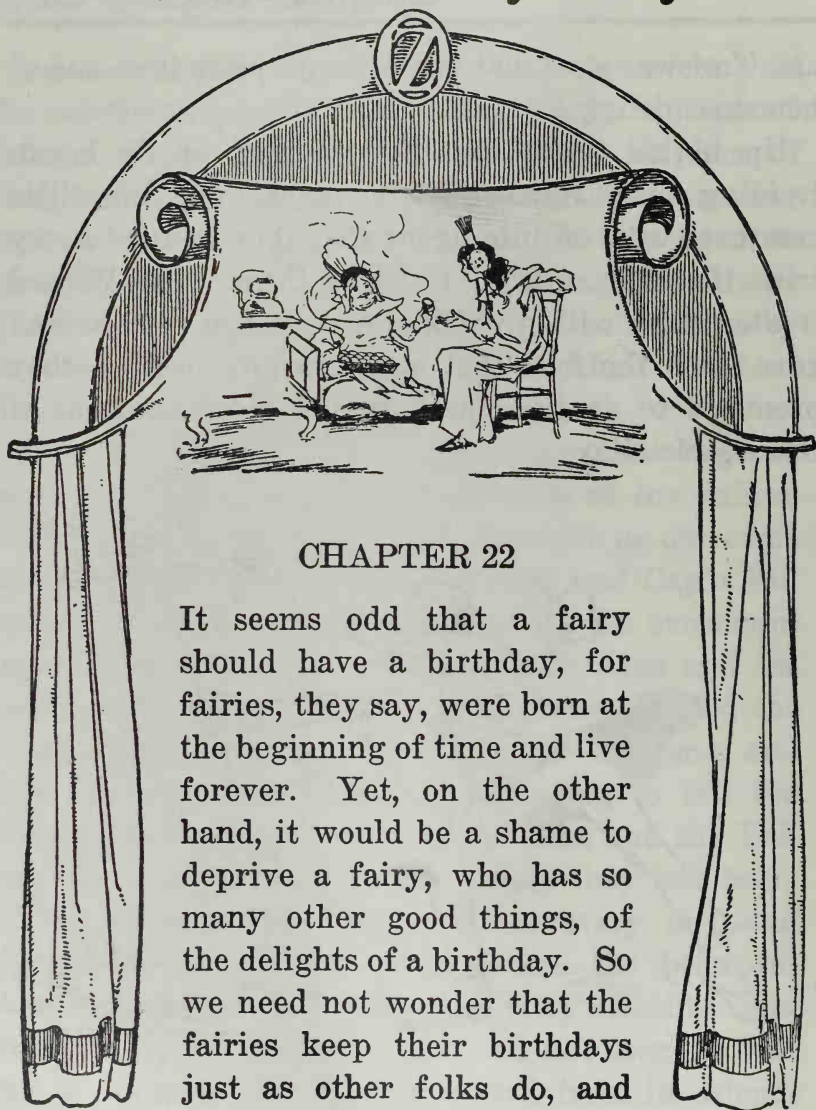 OZ
CHAPTER 22
It seems odd that a fairy
should have a birthday, for
fairies, they say, were born at
the beginning of time and live
forever. Yet, on the other
hand, it would be a shame to
deprive a fairy, who has so
many other good things, of
the delights of a birthday. So
we need not wonder that the
fairies keep their birthdays
just as other folks do, and